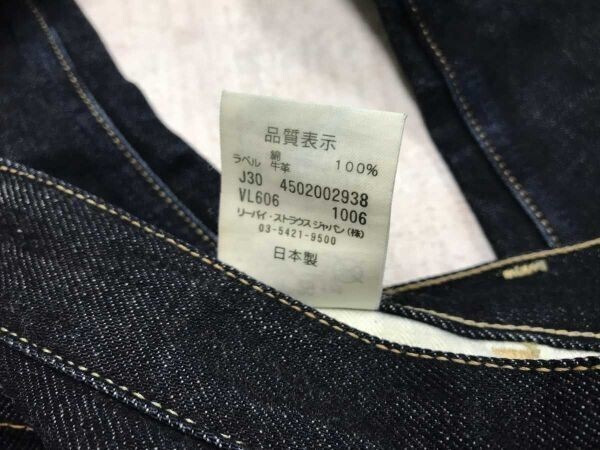 品質表示
綿 100%
ラベル 牛革
J30 4502002938
VL606 1006
リーバイ・ストラウス ジャパン(株)
03-5421-9500
日本製